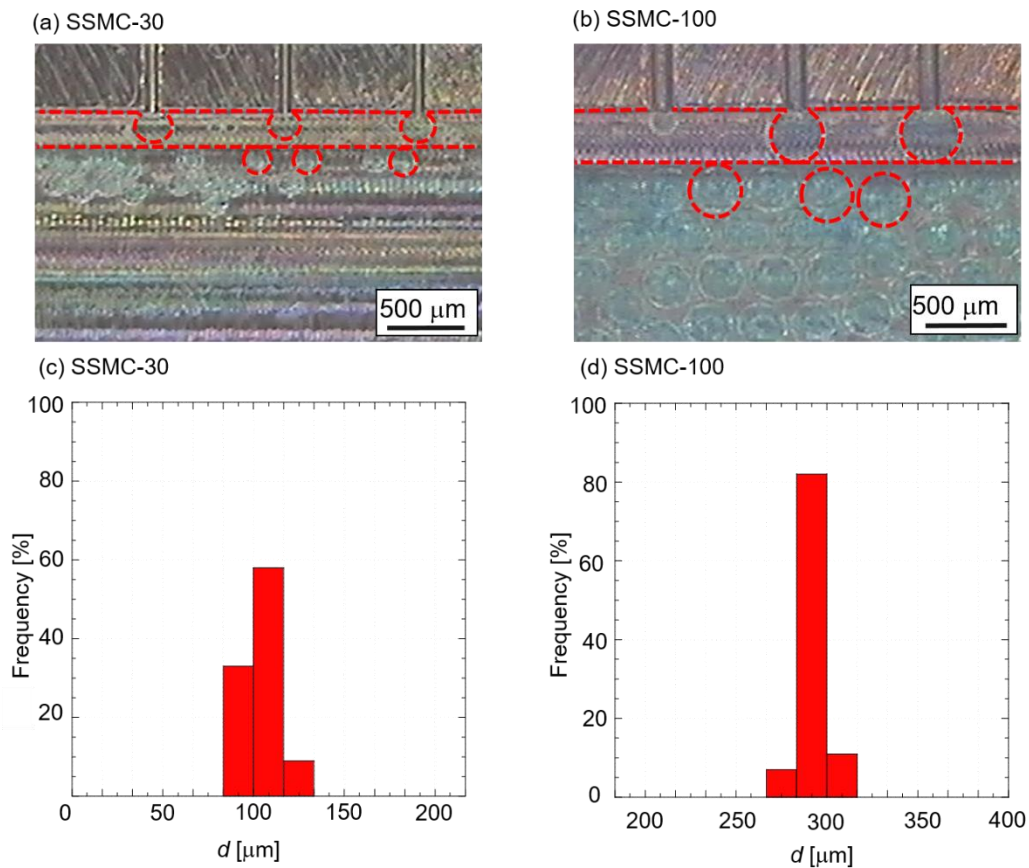 (a) SSMC-30
(b) SSMC-100
500 μm
500 μm
(c) SSMC-30
(d) SSMC-100
100
80
60
40
20
0 50 100 150 200
Frequency [%]
d [μm]
100
80
60
40
20
0
200 250 300 350 400
Frequency [%]
d [μm]